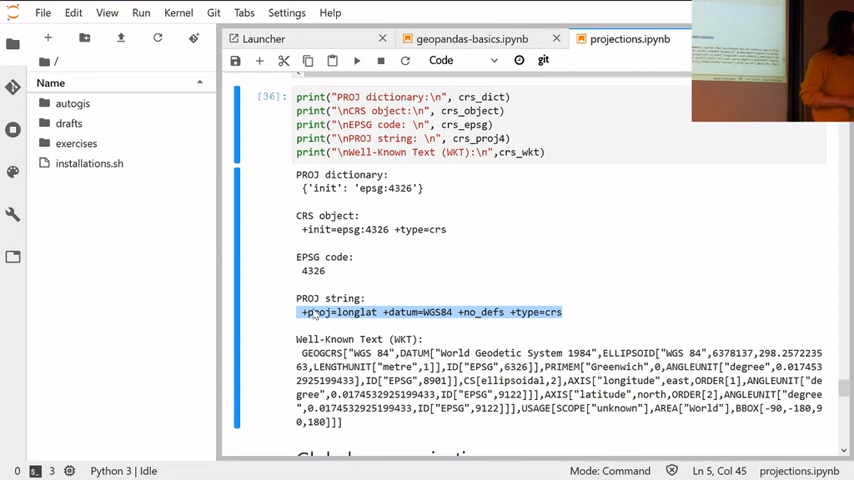 File Edit View Run Kernel Git Tabs Settings Help
Launcher
geopandas-basics.ipynb
projections.ipynb
Code
git
/
Name
autogis
drafts
exercises
installations.sh
[36]:
print("PROJ dictionary:\n", crs_dict)
print("\nCRS object:\n", crs_object)
print("\nEPSG code: \n", crs_epsg)
print("\nPROJ string: \n", crs_proj4)
print("\nWell-Known Text (WKT):\n",crs_wkt)
PROJ dictionary:
{'init': 'epsg:4326'}
CRS object:
+init=epsg:4326 +type=crs
EPSG code:
4326
PROJ string:
+proj=longlat +datum=WGS84 +no_defs +type=crs
Well-Known Text (WKT):
GEOGCRS["WGS 84",DATUM["World Geodetic System 1984",ELLIPSOID["WGS 84",6378137,298.2572235
63,LENGTHUNIT["metre",1]],ID["EPSG",6326]],PRIMEM["Greenwich",0,ANGLEUNIT["degree",0.017453
2925199433],ID["EPSG",8901]],CS[ellipsoidal,2],AXIS["longitude",east,ORDER[1],ANGLEUNIT["de
gree",0.0174532925199433,ID["EPSG",9122]]],AXIS["latitude",north,ORDER[2],ANGLEUNIT["degree
",0.0174532925199433,ID["EPSG",9122]]],USAGE[SCOPE["unknown"],AREA["World"],BBOX[-90,-180,9
0,180]]]
0 3 Python 3 | Idle
Mode: Command
Ln 5, Col 45
projections.ipynb